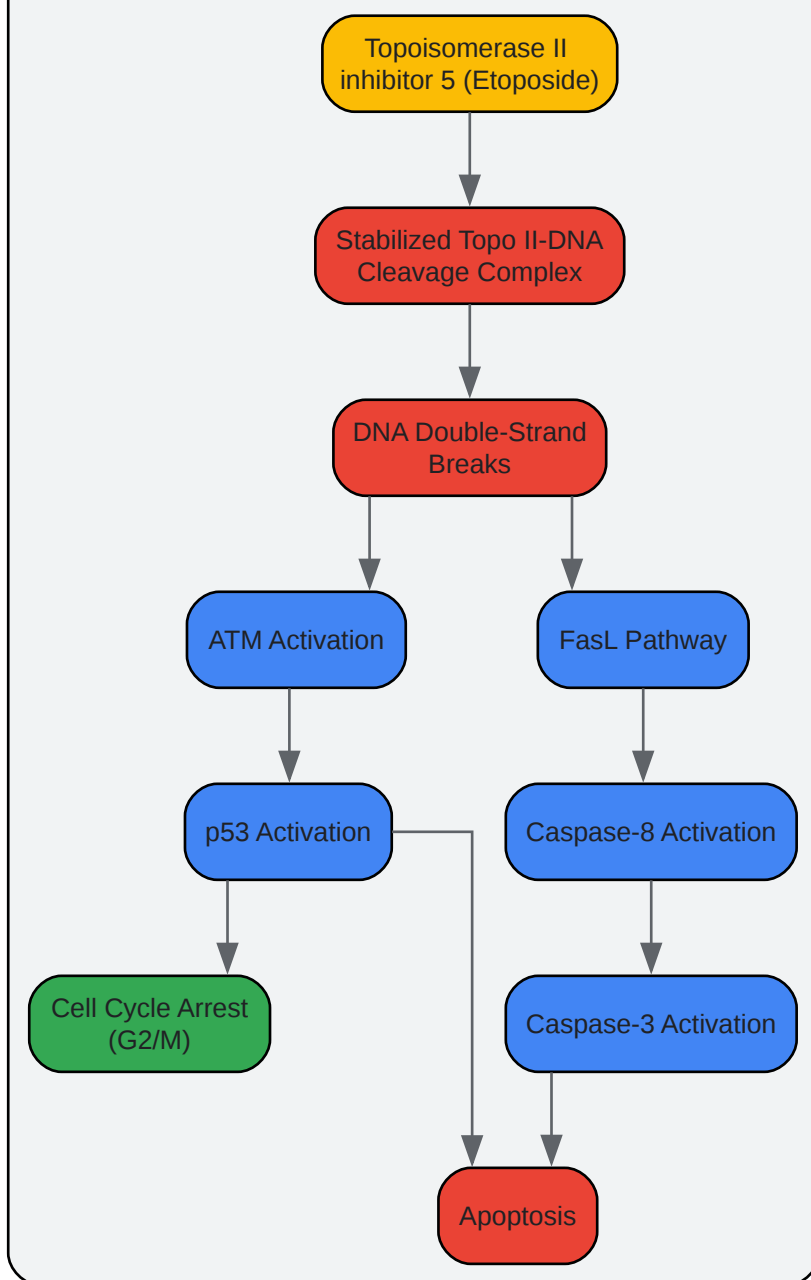 Topoisomerase II
inhibitor 5 (Etoposide)
Stabilized Topo II-DNA
Cleavage Complex
DNA Double-Strand
Breaks
ATM Activation
FasL Pathway
p53 Activation
Caspase-8 Activation
Cell Cycle Arrest
(G2/M)
Caspase-3 Activation
Apoptosis